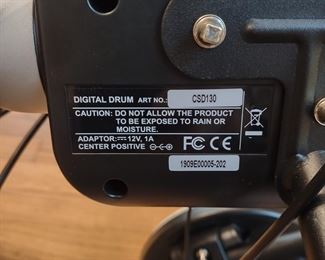 DIGITAL DRUM ART NO.: CSD130
CAUTION: DO NOT ALLOW THE PRODUCT
TO BE EXPOSED TO RAIN OR
MOISTURE.
ADAPTOR: 12V, 1A
CENTER POSITIVE
FC CE
1909E00005-202